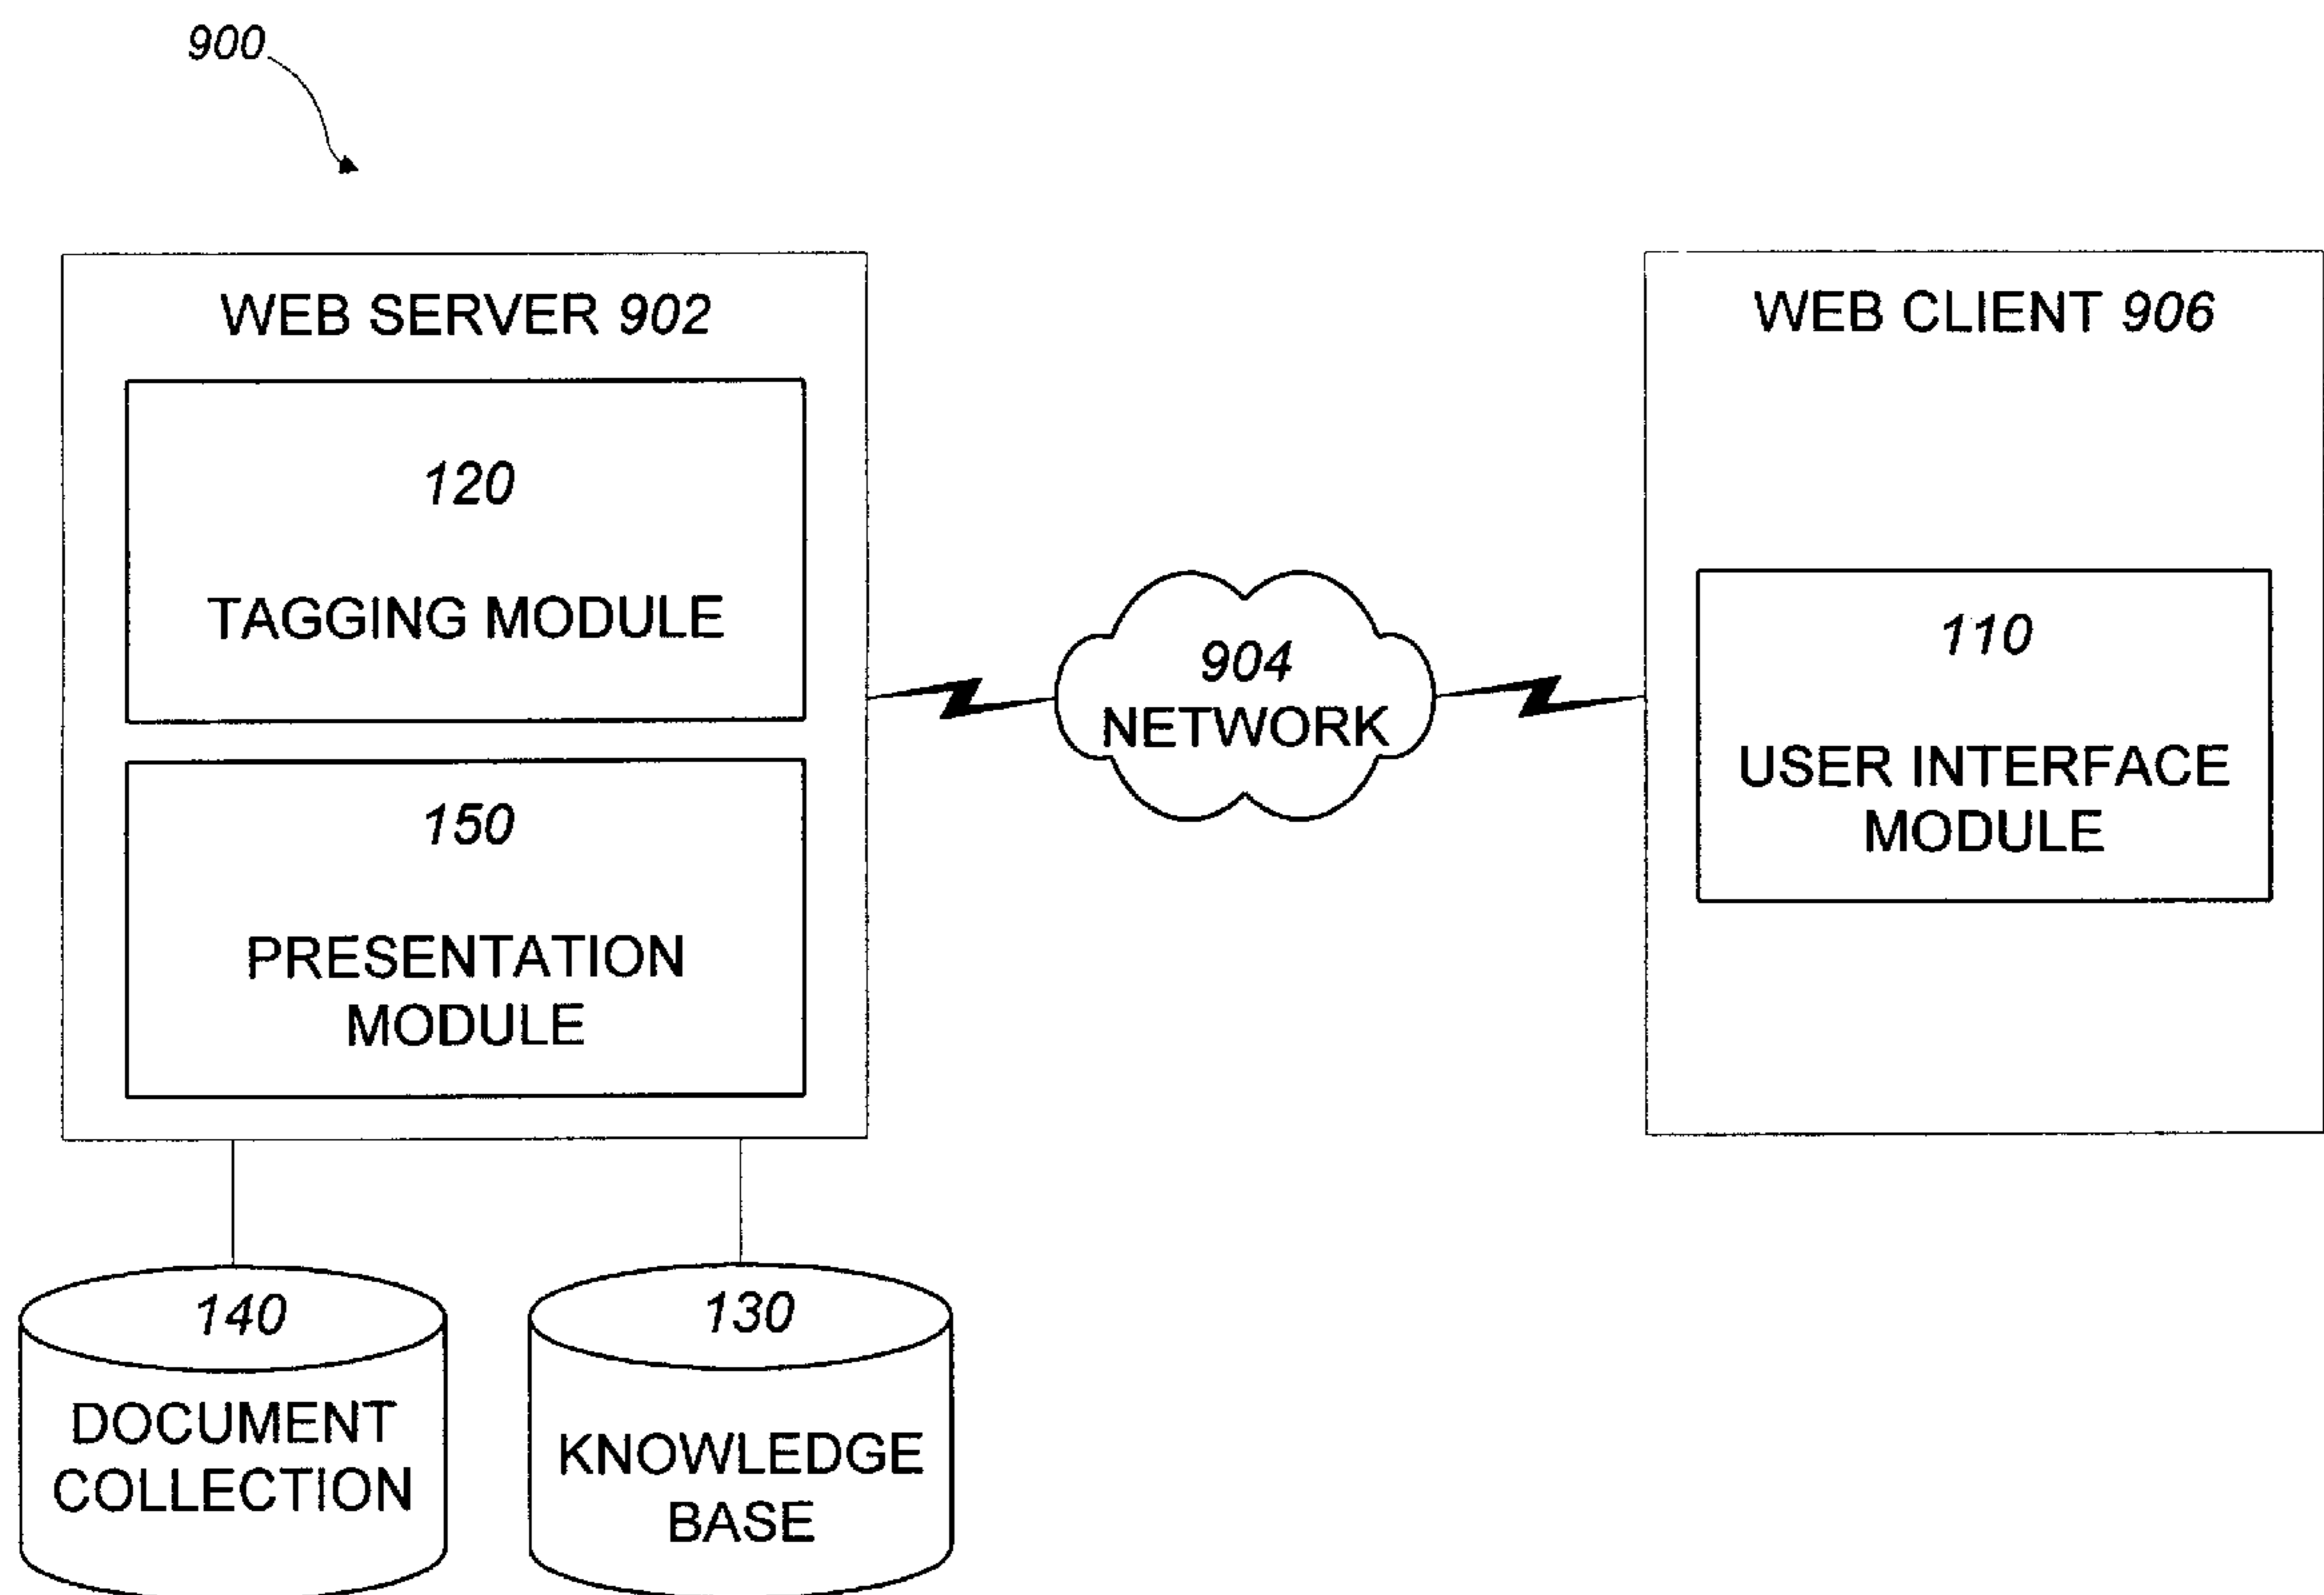 900
WEB SERVER 902
120
TAGGING MODULE
150
PRESENTATION
MODULE
904
NETWORK
WEB CLIENT 906
110
USER INTERFACE
MODULE
140
DOCUMENT
COLLECTION
130
KNOWLEDGE
BASE